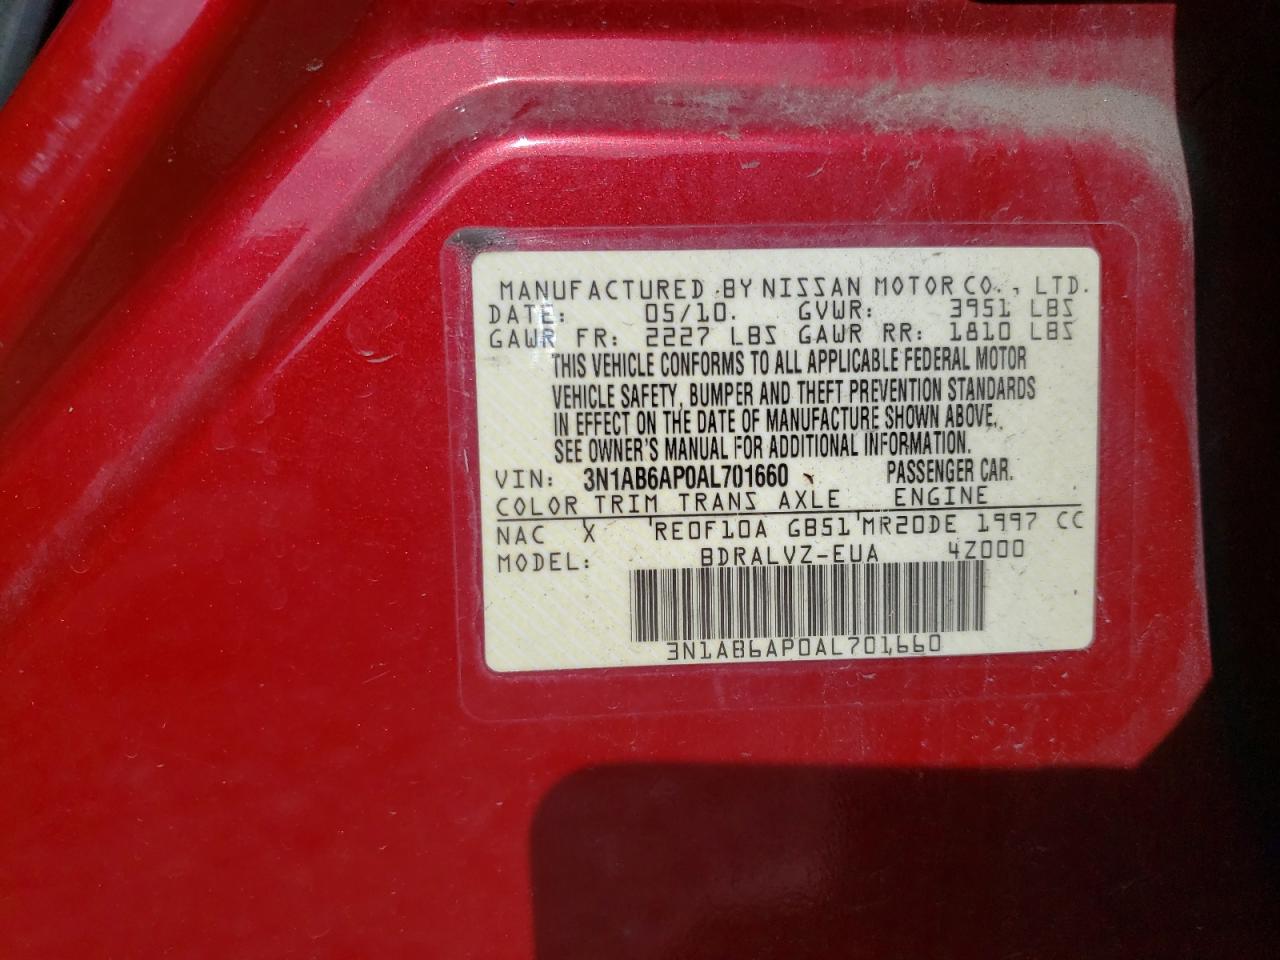 MANUFACTURED BY NISSAN MOTOR CO., LTD.
DATE: 05/10. GVWR: 3951 LBS
GAWR FR: 2227 LBS GAWR RR: 1810 LBS
THIS VEHICLE CONFORMS TO ALL APPLICABLE FEDERAL MOTOR
VEHICLE SAFETY, BUMPER AND THEFT PREVENTION STANDARDS
IN EFFECT ON THE DATE OF MANUFACTURE SHOWN ABOVE.
SEE OWNER'S MANUAL FOR ADDITIONAL INFORMATION.
VIN: 3N1AB6AP0AL701660 PASSENGER CAR.
COLOR TRIM TRANS AXLE ENGINE
NAC X RE0F10A GB51 MR20DE 1997 CC
MODEL: BDRALVZ-EUA 4Z000
3N1AB6AP0AL701660